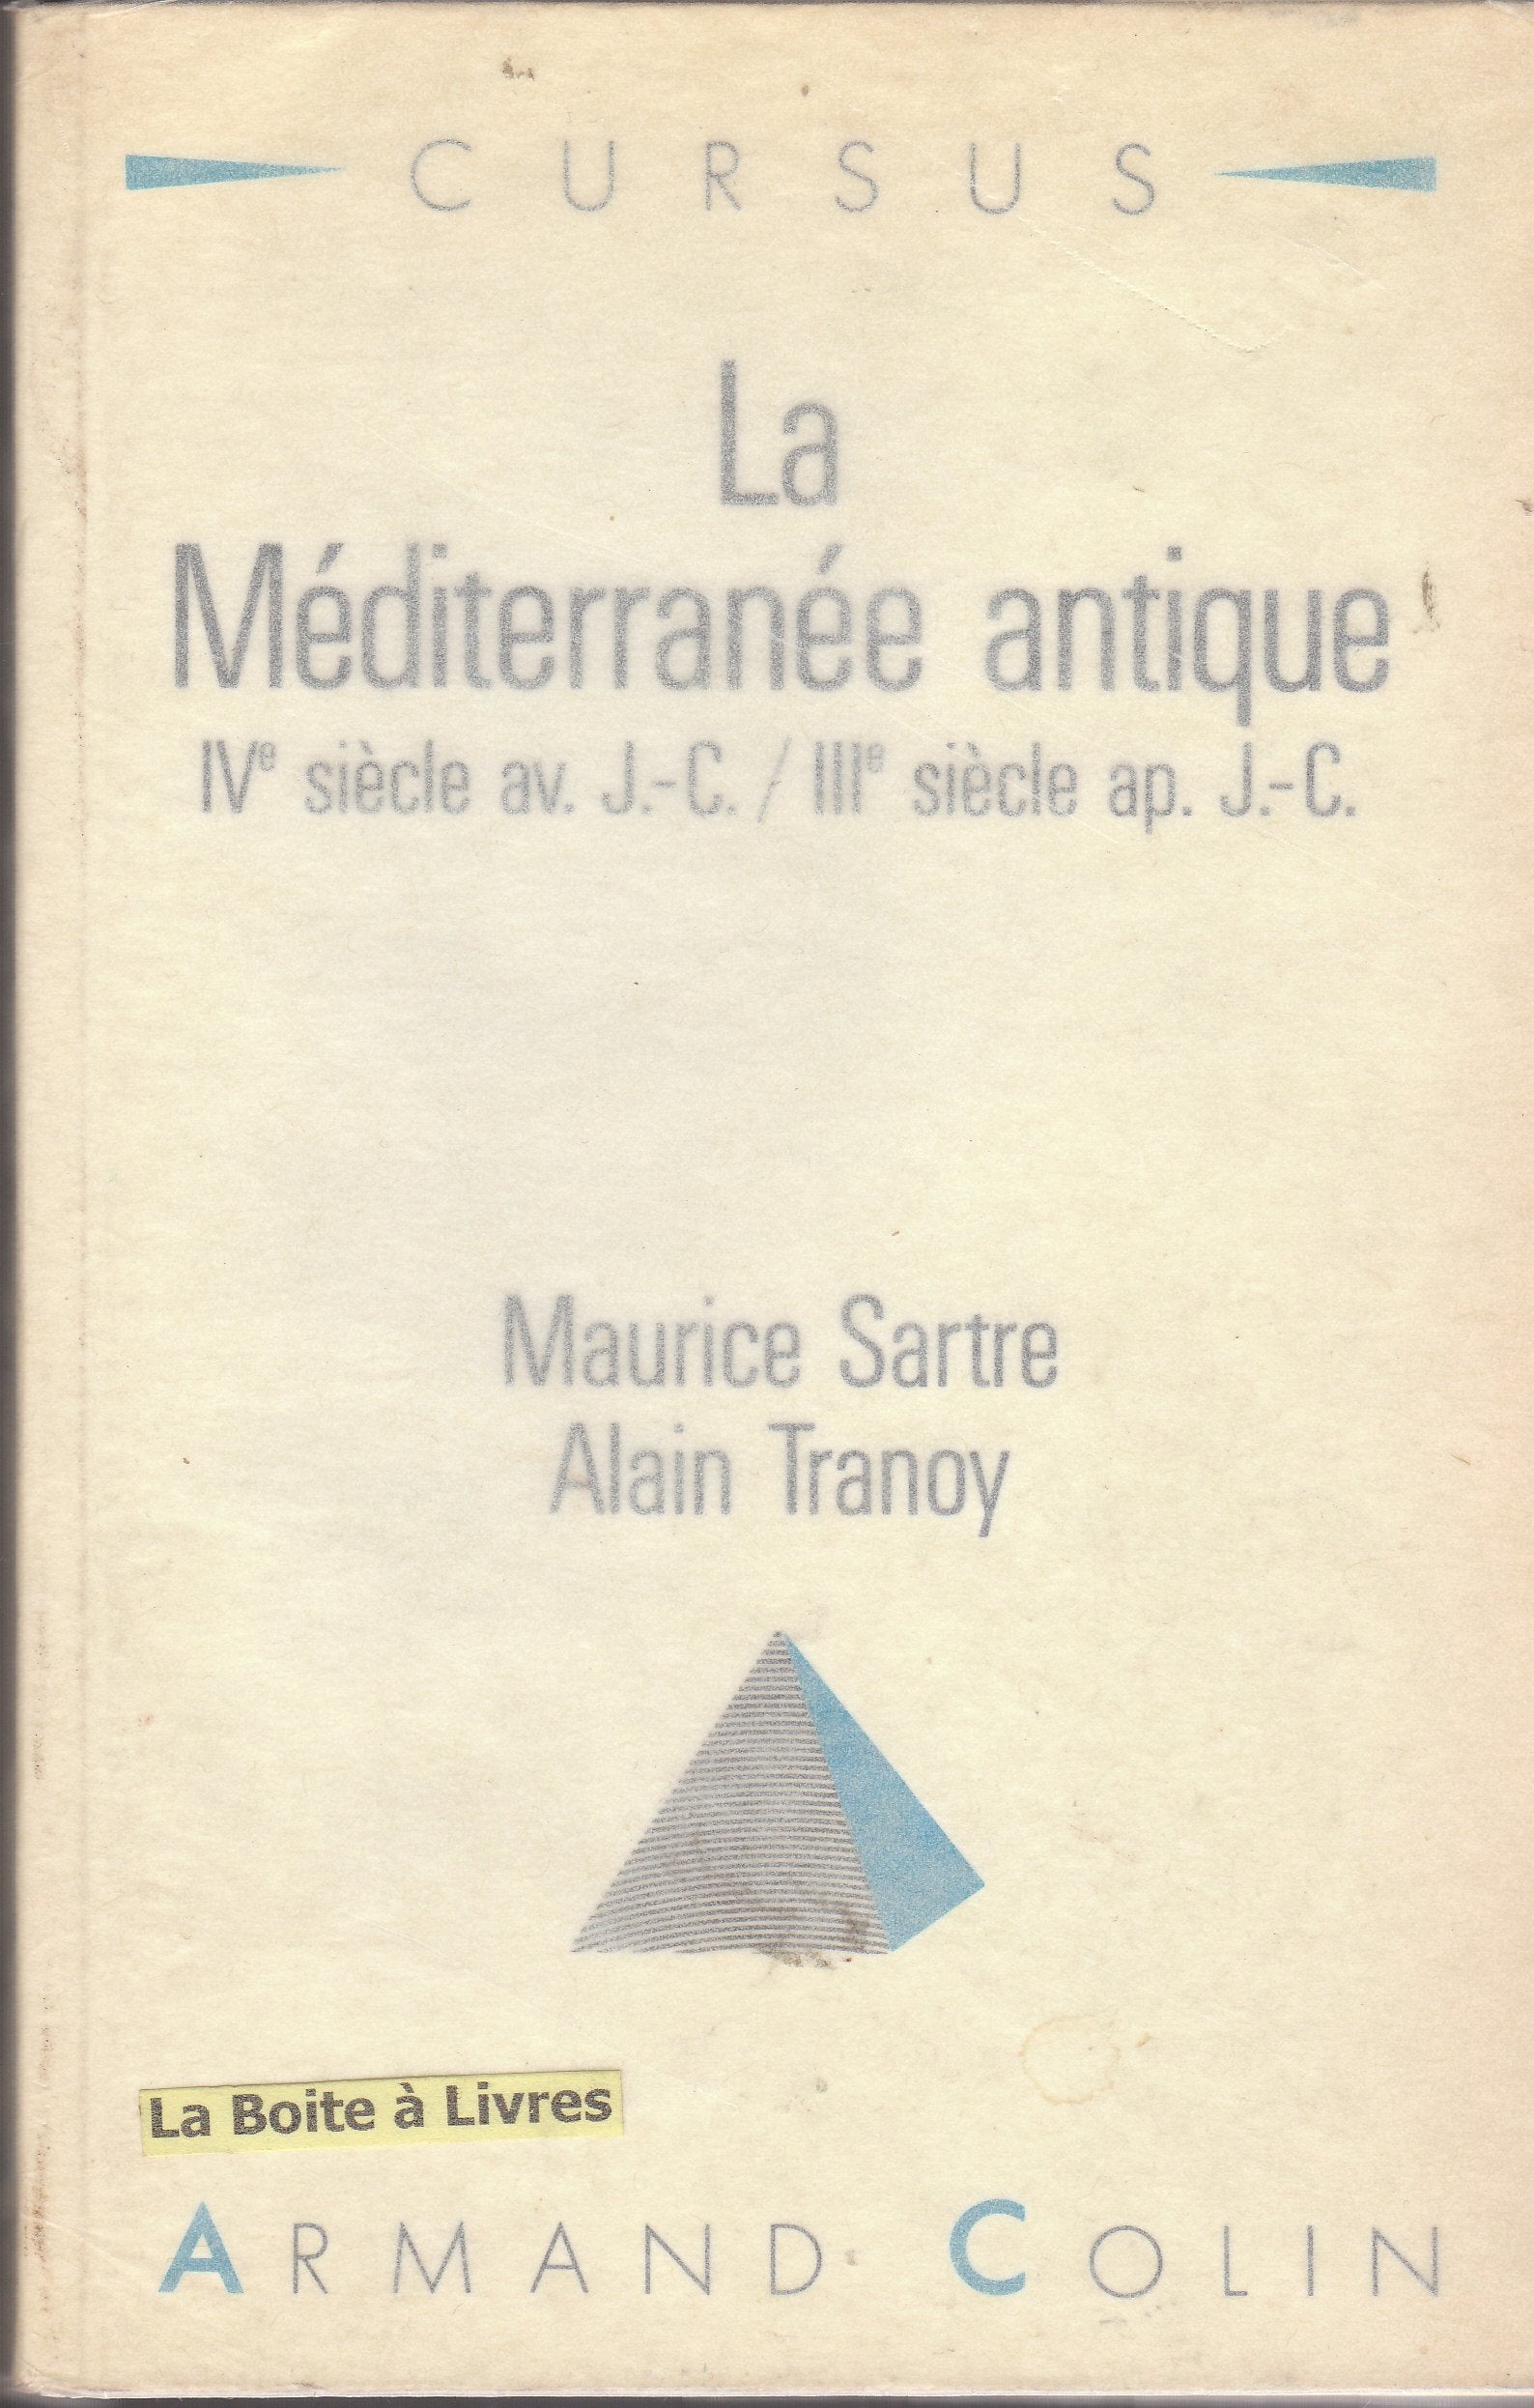 CURSUS
La
Méditerranée antique
IVe siècle av. J.-C. / IIIe siècle ap. J.-C.
Maurice Sartre
Alain Tranoy
La Boite à Livres
ARMAND COLIN